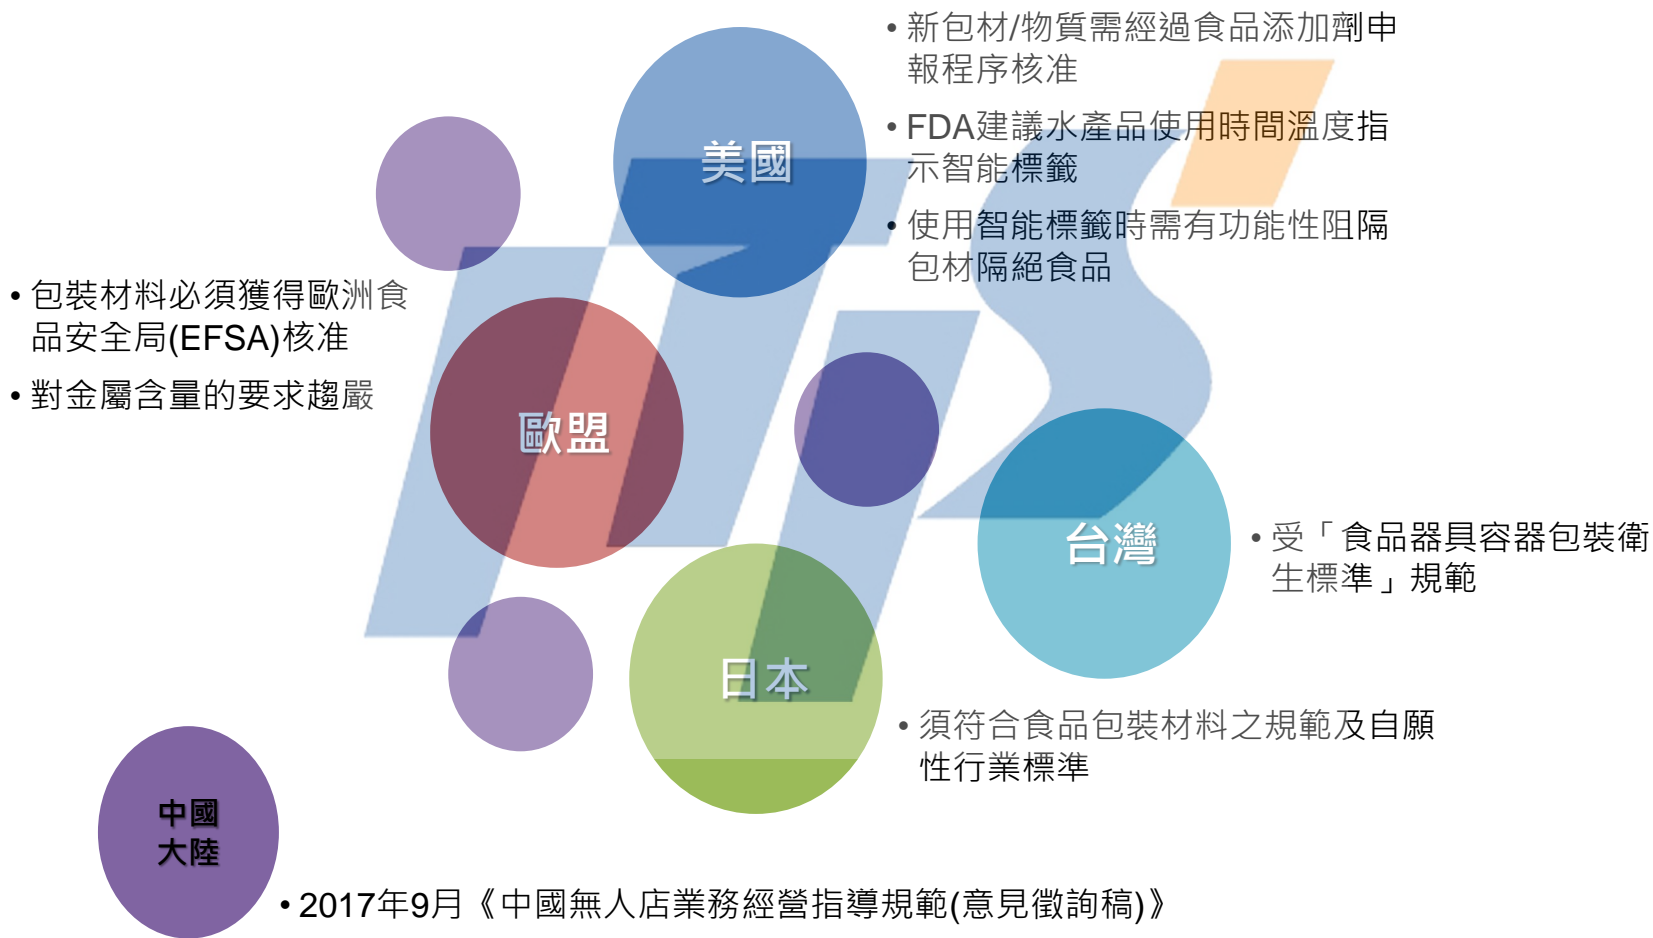 • 新包材/物質需經過食品添加劑申
報程序核准
• FDA建議水產品使用時間溫度指
示智能標籤
• 使用智能標籤時需有功能性阻隔
包材隔絕食品
美國
• 包裝材料必須獲得歐洲食
品安全局(EFSA)核准
• 對金屬含量的要求趨嚴
歐盟
台灣
• 受「食品器具容器包裝衛
生標準」規範
日本
• 須符合食品包裝材料之規範及自願
性行業標準
中國
大陸
• 2017年9月《中國無人店業務經營指導規範(意見徵詢稿)》